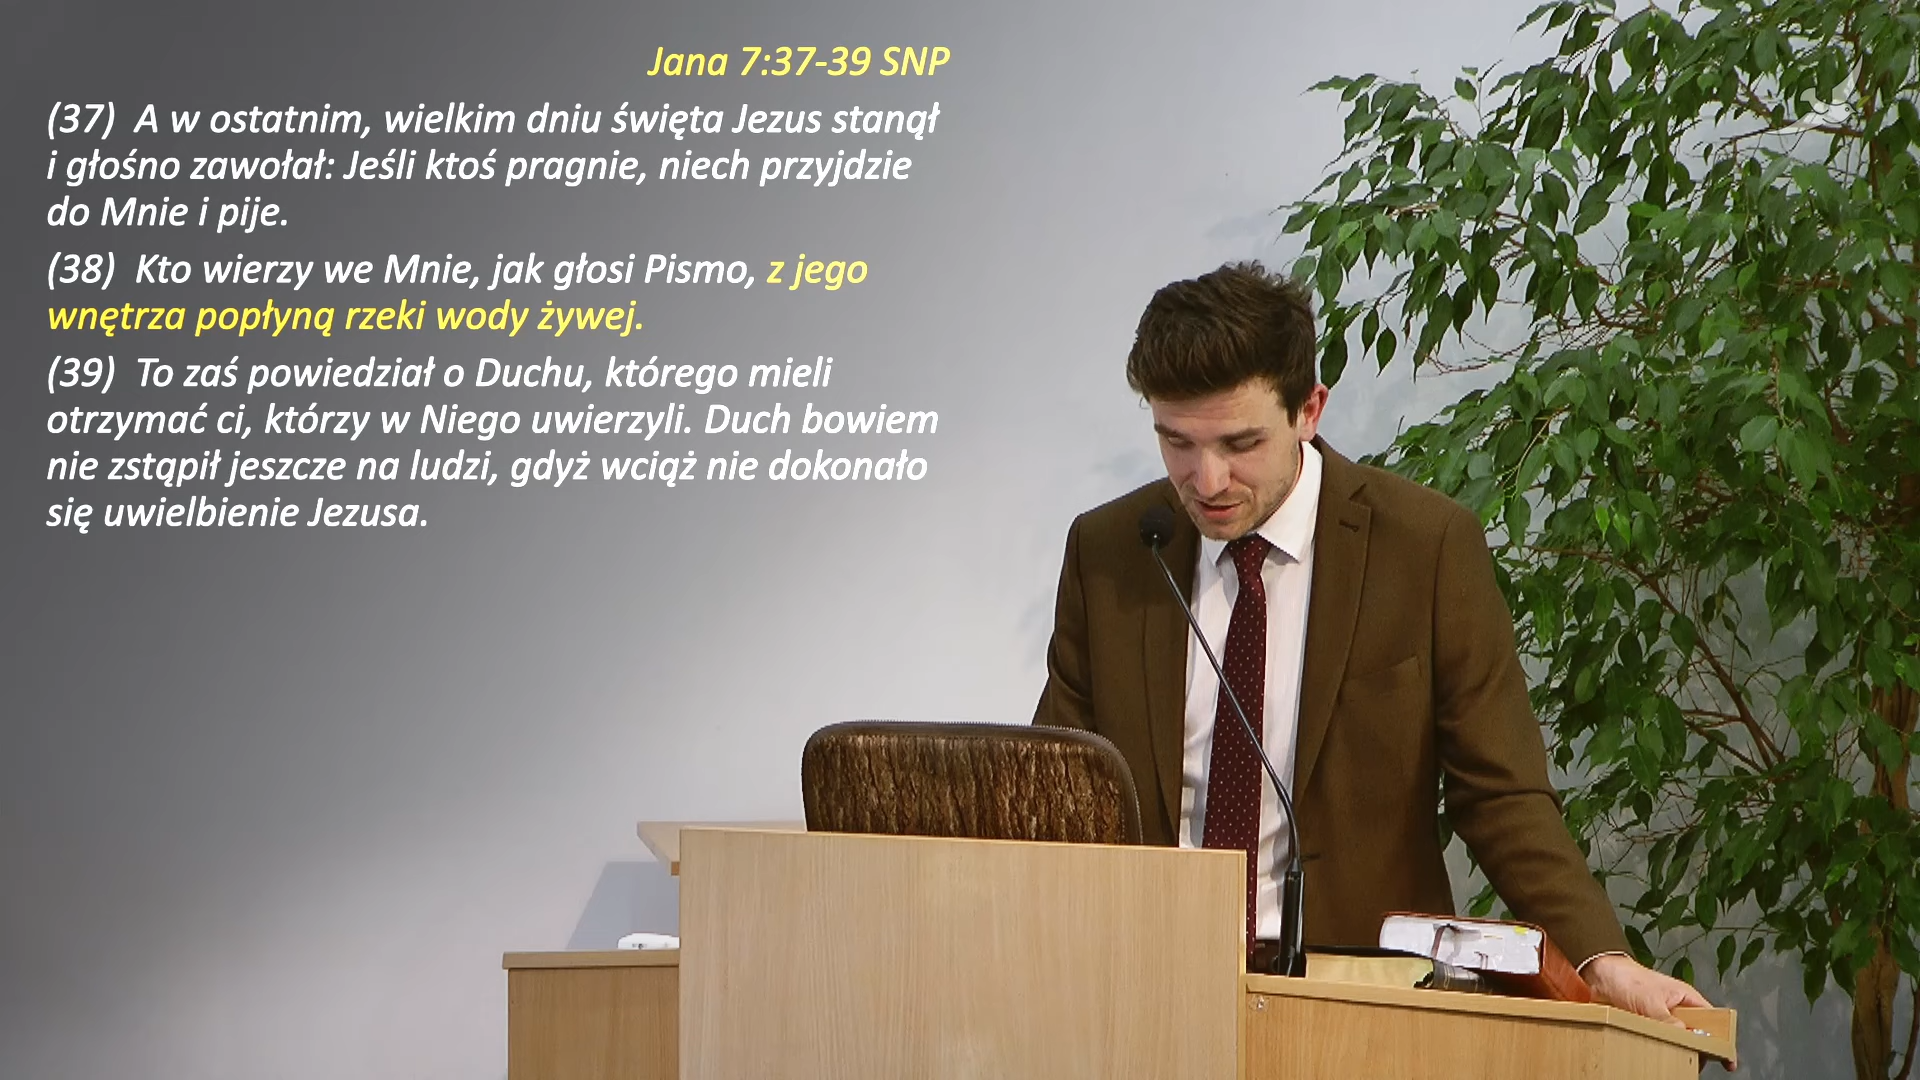 Jana 7:37-39 SNP
(37) A w ostatnim, wielkim dniu święta Jezus stanął
i głośno zawołał: Jeśli ktoś pragnie, niech przyjdzie
do Mnie i pije.
(38) Kto wierzy we Mnie, jak głosi Pismo, z jego
wnętrza popłyną rzeki wody żywej.
(39) To zaś powiedział o Duchu, którego mieli
otrzymać ci, którzy w Niego uwierzyli. Duch bowiem
nie zstąpił jeszcze na ludzi, gdyż wciąż nie dokonało
się uwielbienie Jezusa.